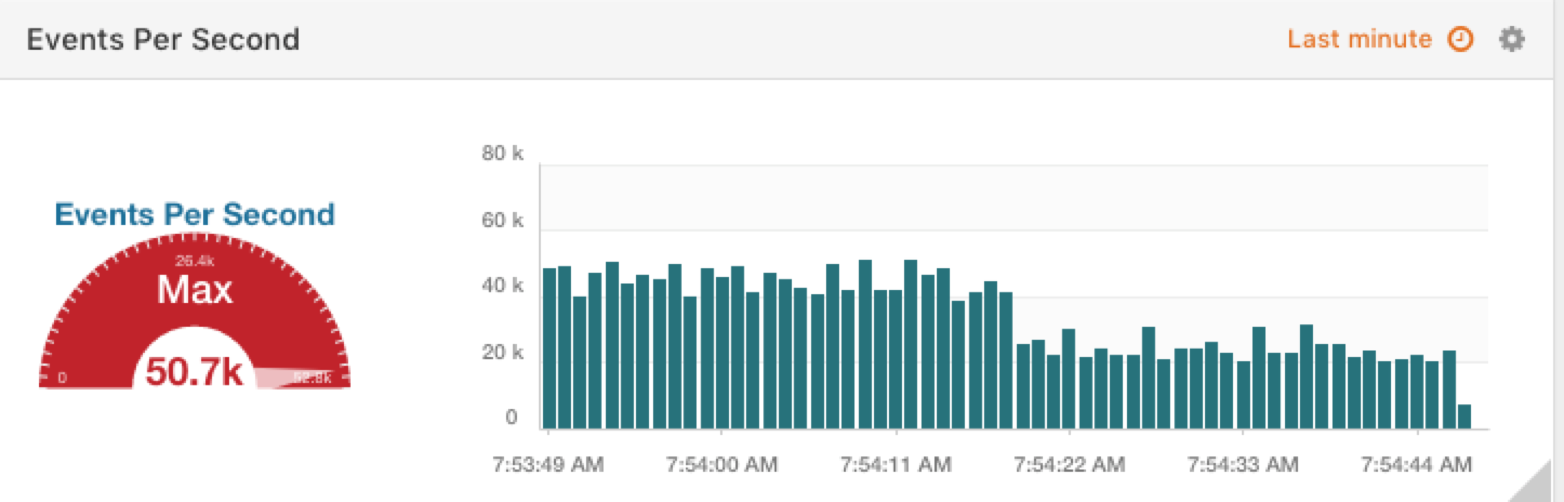 Events Per Second
Last minute
Events Per Second
26.4k
Max
50.7k
0
52.8k
80 k
60 k
40 k
20 k
0
7:53:49 AM
7:54:00 AM
7:54:11 AM
7:54:22 AM
7:54:33 AM
7:54:44 AM